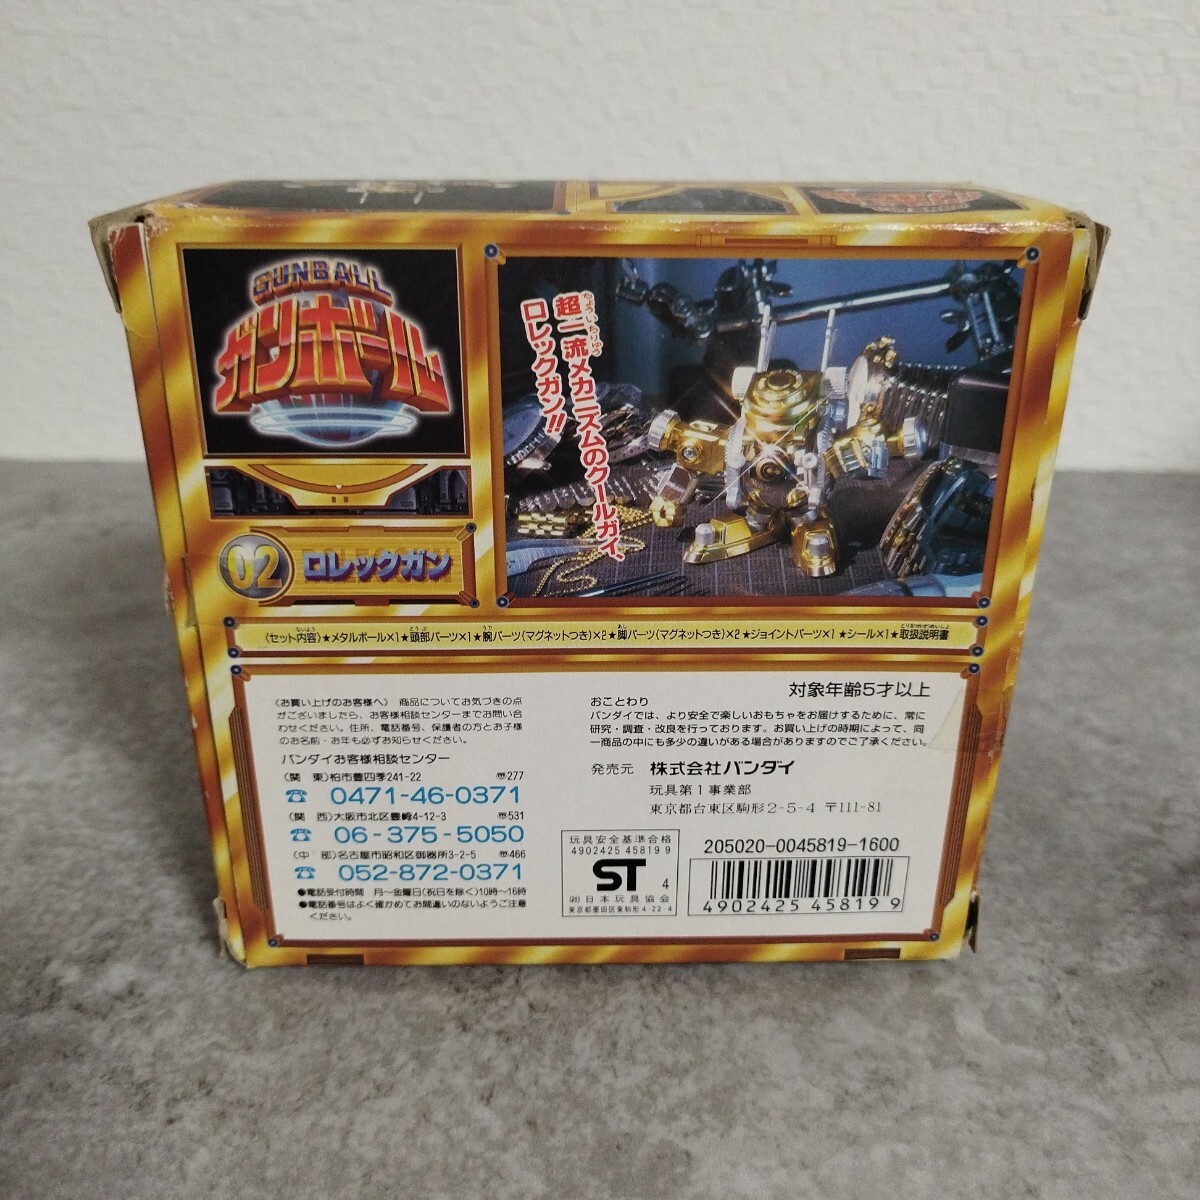 GUNBALL
ガンボール
ちょういちりゅう
超一流メカニズムのクールガイ、
ロレックガン!!
02 ロレックガン
〈セット内容〉★メタルボール×1★頭部パーツ×1★腕パーツ(マグネットつき)×2★脚パーツ(マグネットつき)×2★ジョイントパーツ×1★シール×1★取扱説明書
〈お買い上げのお客様へ〉 商品についてお気づきの点
がございましたら、お客様相談センターまでお問い合
わせください。住所、電話番号、保護者の方とお子様
のお名前・お年も必ずお知らせください。
バンダイお客様相談センター
(関 東)柏市豊四季241-22 〠277
☎ 0471-46-0371
(関 西)大阪市北区豊崎4-12-3 〠531
☎ 06-375-5050
(中 部)名古屋市昭和区御器所3-2-5 〠466
☎ 052-872-0371
●電話受付時間 月〜金曜日(祝日を除く)10時〜16時
●電話番号はよく確かめてお間違いのないようご注意
ください。
対象年齢5才以上
おことわり
バンダイでは、より安全で楽しいおもちゃをお届けするために、常に
研究・調査・改良を行っております。お買い上げの時期によって、同
一商品の中にも多少の違いがある場合がありますのでご了承ください。
発売元 株式会社バンダイ
玩具第1事業部
東京都台東区駒形2-5-4 〒111-81
玩具安全基準合格
4902425 45819 9
ST 4
(社)日本玩具協会
東京都墨田区東駒形4-22-4
205020-0045819-1600
4902425 458199